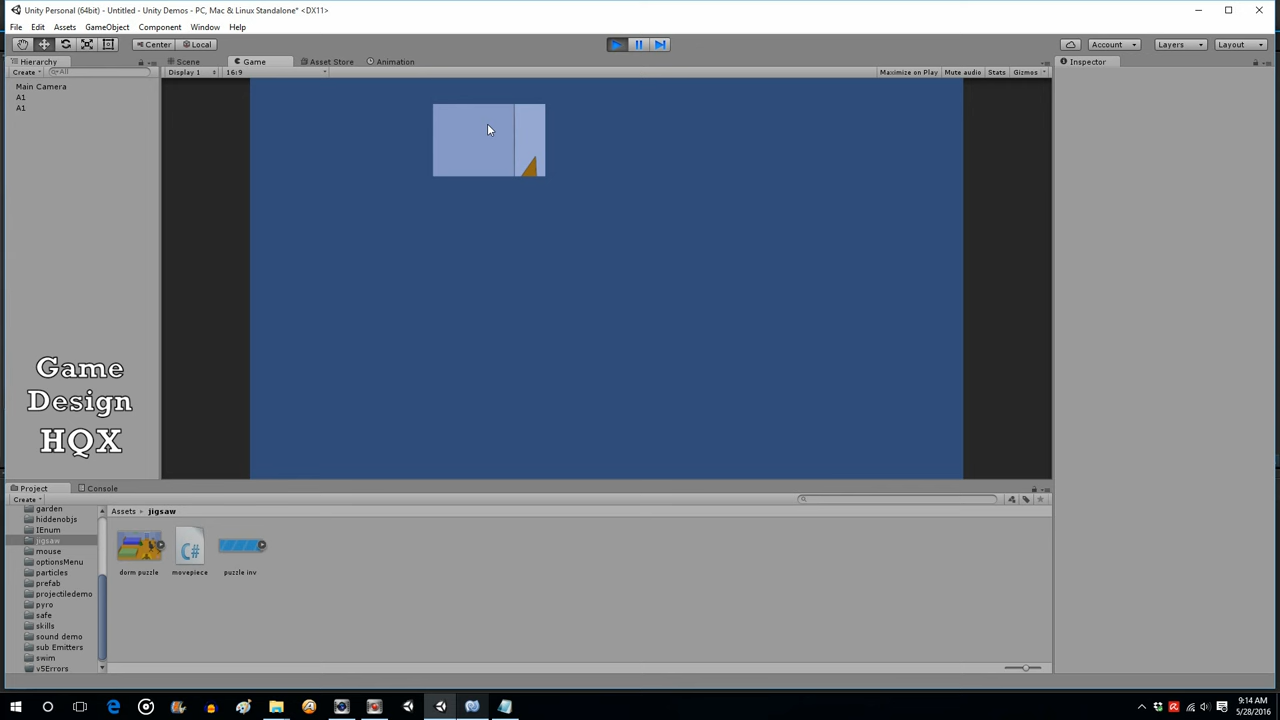 Unity Personal (64bit) - Untitled - Unity Demos - PC, Mac & Linux Standalone* <DX11>
File Edit Assets GameObject Component Window Help
Center Local Account Layers Layout
Hierarchy Scene Game Asset Store Animation Inspector
Create All Display 1 16:9 Maximize on Play Mute audio Stats Gizmos
Main Camera
A1
A1
Game
Design
HQX
Project Console
Create
garden
Assets jigsaw
hiddenobjs
IEnum
jigsaw
mouse
optionsMenu
particles
dorm puzzle movepiece puzzle inv
prefab
projectiledemo
pyro
safe
skills
sound demo
sub Emitters
swim
v5Errors
C#
9:14 AM
5/28/2016